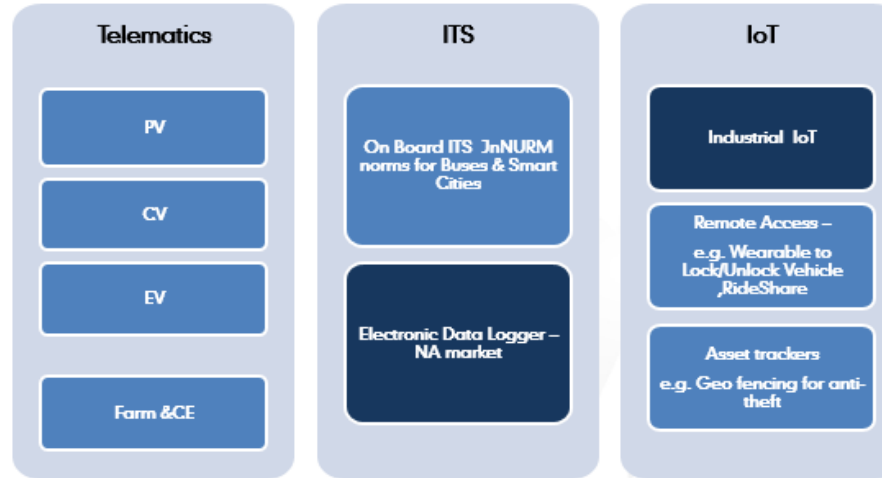 Telematics
PV
CV
EV
Farm &CE
ITS
On Board ITS JnNURM
norms for Buses & Smart
Cities
Electronic Data Logger –
NA market
IoT
Industrial IoT
Remote Access –
e.g. Wearable to
Lock/Unlock Vehicle
,RideShare
Asset trackers
e.g. Geo fencing for anti-
theft